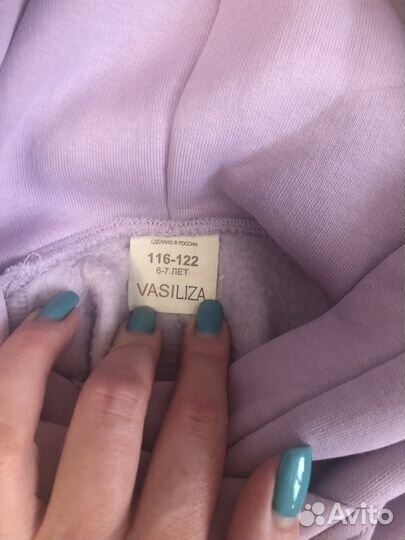 СДЕЛАНО В РОССИИ
116-122
6-7 ЛЕТ
VASILIZA
Avito